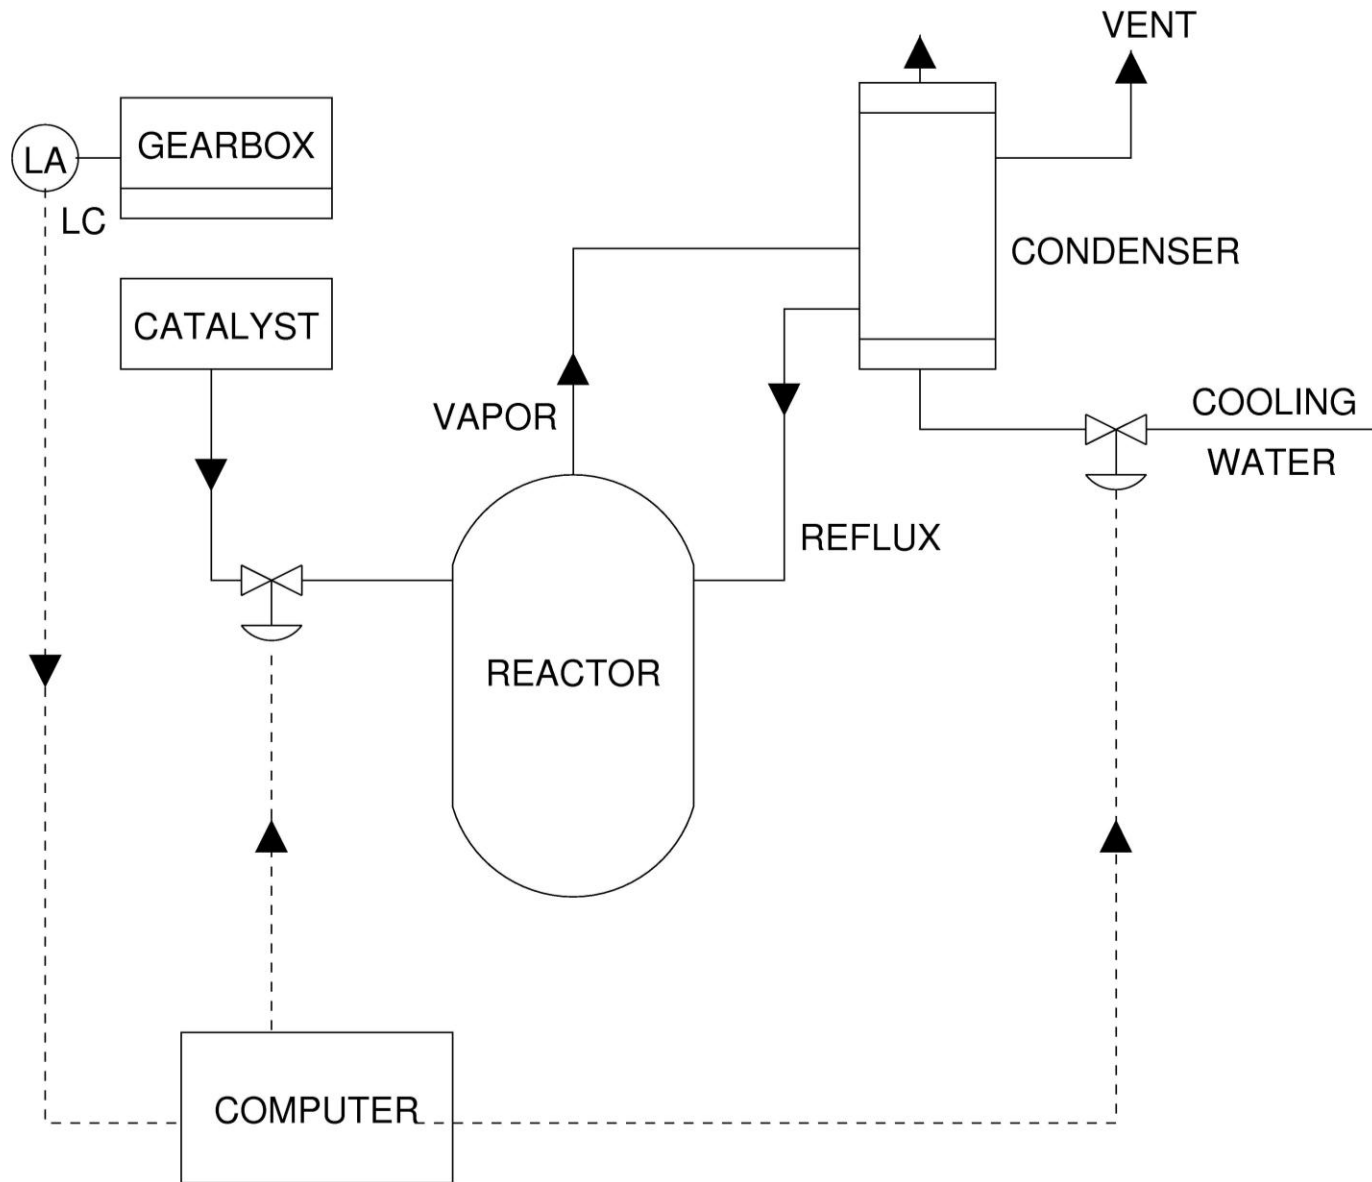 VENT
GEARBOX
LA
LC
CONDENSER
CATALYST
VAPOR
COOLING
WATER
REFLUX
REACTOR
COMPUTER